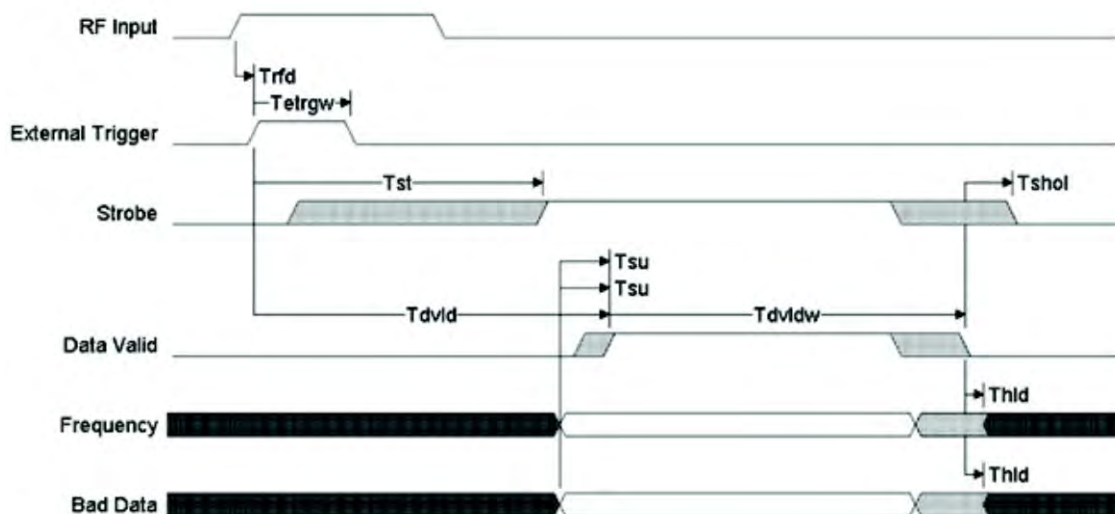 RF Input
Trfd
Tetrgw
External Trigger
Tst
Tshol
Strobe
Tsu
Tsu
Tdvld
Tdvldw
Data Valid
Thld
Frequency
Thld
Bad Data